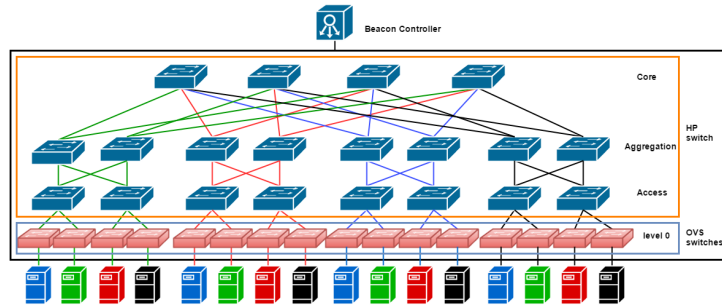 Beacon Controller
Core
HP
switch
Aggregation
Access
level 0
OVS
switches